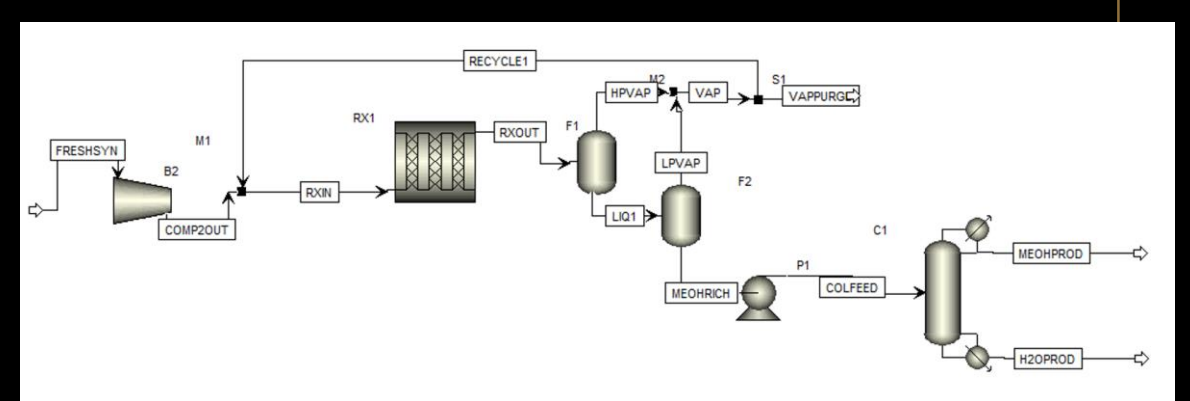 RECYCLE1
M2
S1
HPVAP
VAP
VAPPURGE
RX1
F1
RXOUT
FRESHSYN
M1
B2
LPVAP
F2
RXIN
LIQ1
COMP2OUT
C1
MEOHPROD
P1
MEOHRICH
COLFEED
H2OPROD